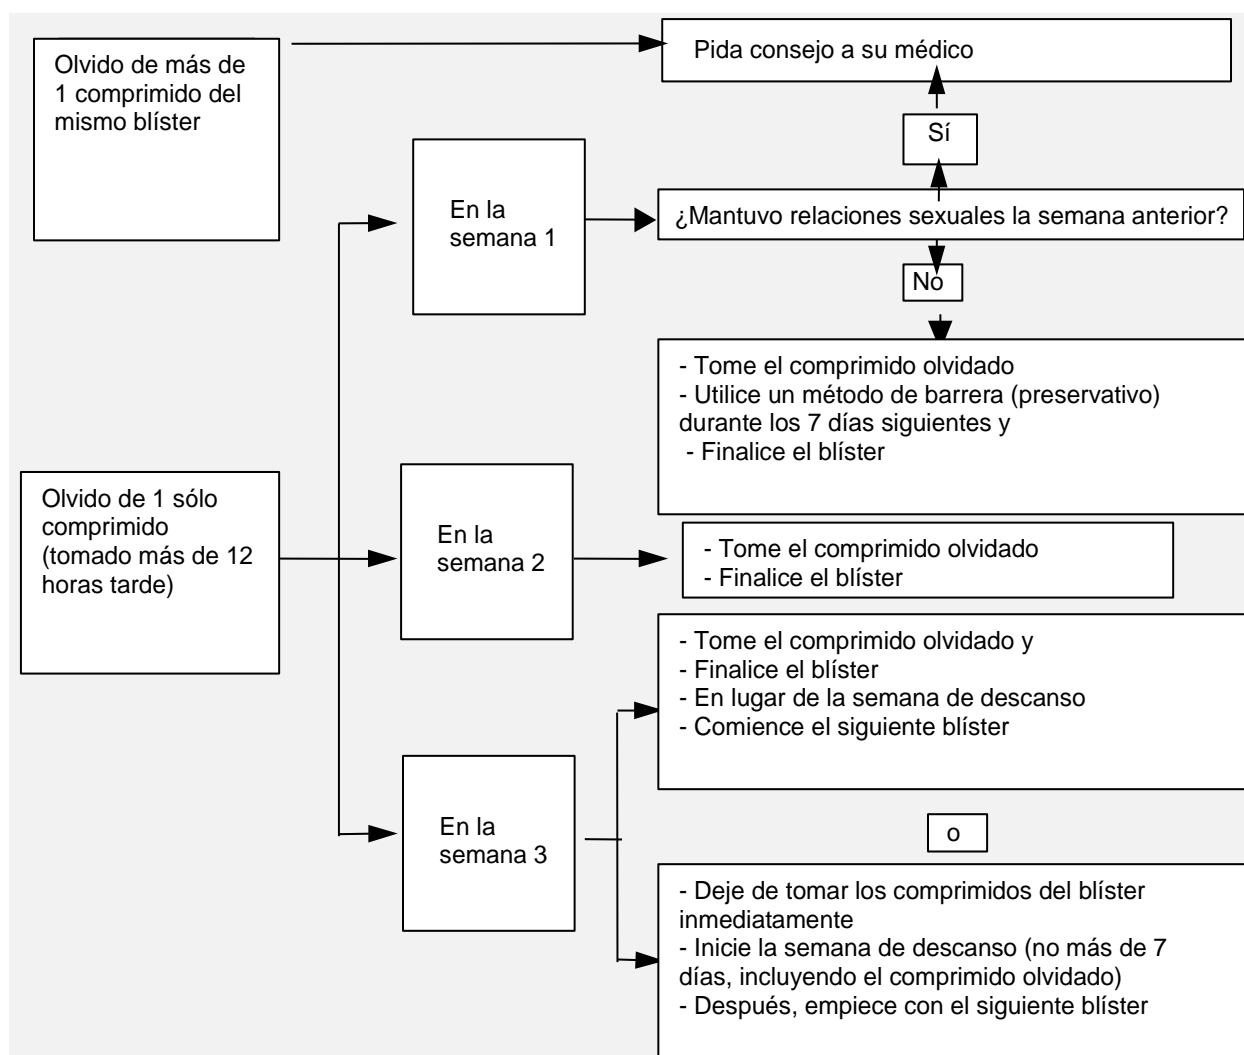 Olvido de más de
1 comprimido del
mismo blíster
Pida consejo a su médico
Sí
En la
semana 1
¿Mantuvo relaciones sexuales la semana anterior?
No
- Tome el comprimido olvidado
- Utilice un método de barrera (preservativo)
durante los 7 días siguientes y
- Finalice el blíster
Olvido de 1 sólo
comprimido
(tomado más de 12
horas tarde)
En la
semana 2
- Tome el comprimido olvidado
- Finalice el blíster
- Tome el comprimido olvidado y
- Finalice el blíster
- En lugar de la semana de descanso
- Comience el siguiente blíster
En la
semana 3
o
- Deje de tomar los comprimidos del blíster
inmediatamente
- Inicie la semana de descanso (no más de 7
días, incluyendo el comprimido olvidado)
- Después, empiece con el siguiente blíster